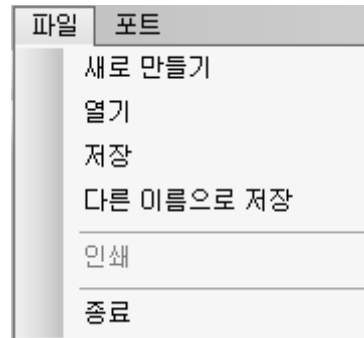 파일 포트
새로 만들기
열기
저장
다른 이름으로 저장
인쇄
종료